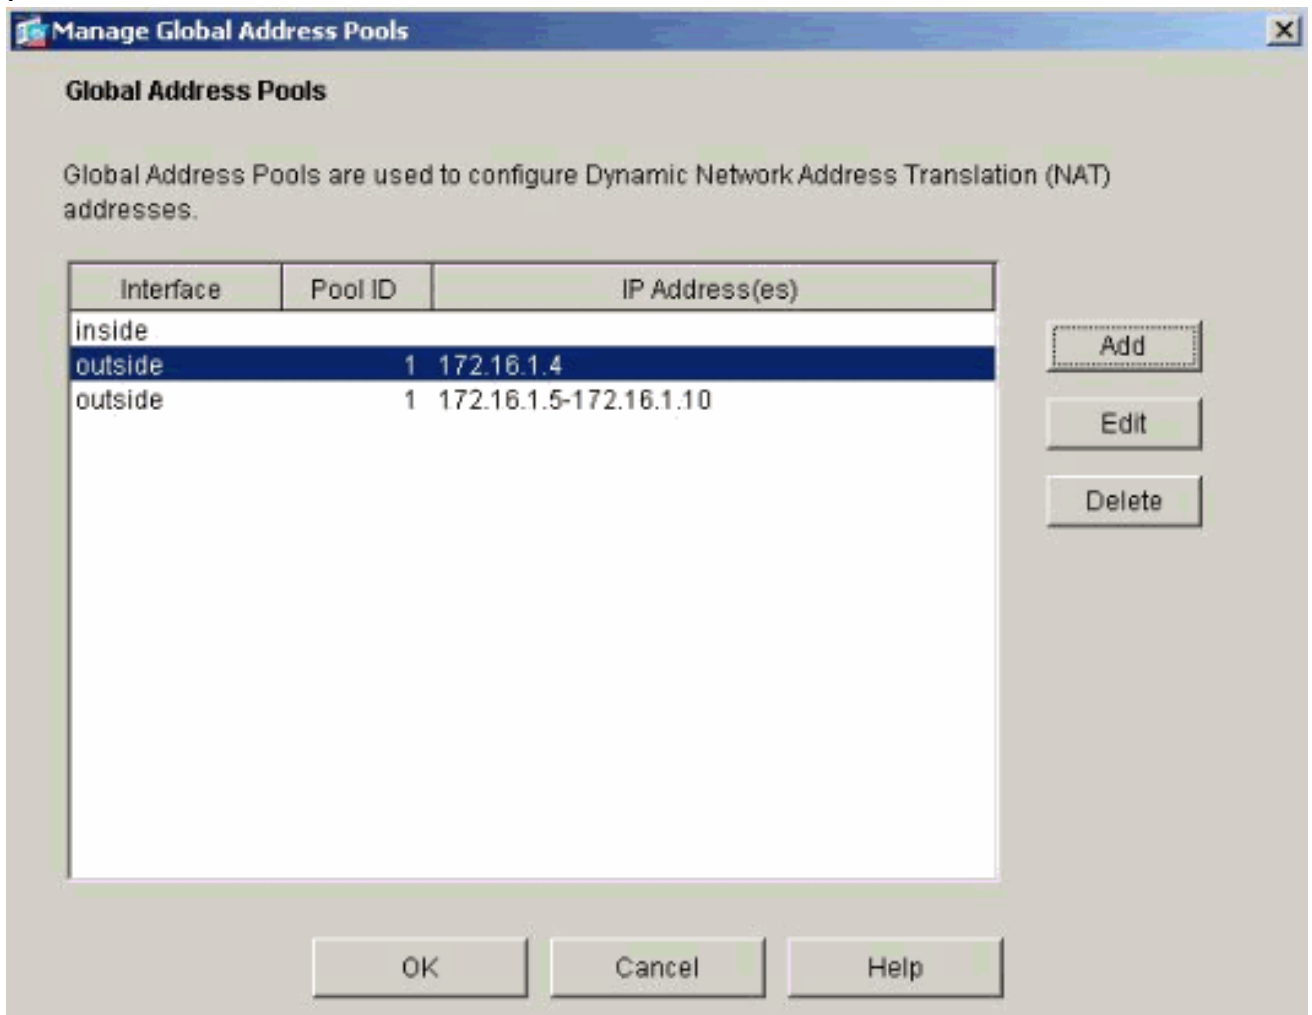 Manage Global Address Pools
Global Address Pools
Global Address Pools are used to configure Dynamic Network Address Translation (NAT)
addresses.
Interface Pool ID IP Address(es)
inside
outside 1 172.16.1.4
outside 1 172.16.1.5-172.16.1.10
Add
Edit
Delete
OK Cancel Help